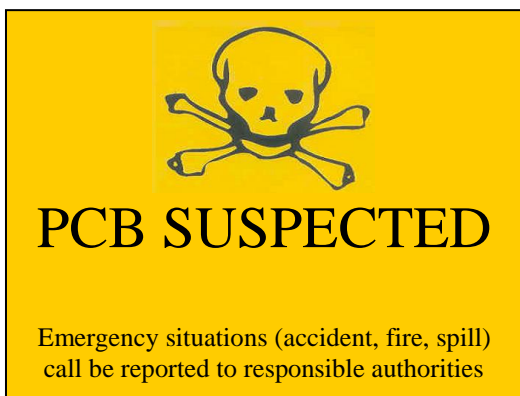 PCB SUSPECTED
Emergency situations (accident, fire, spill)
call be reported to responsible authorities